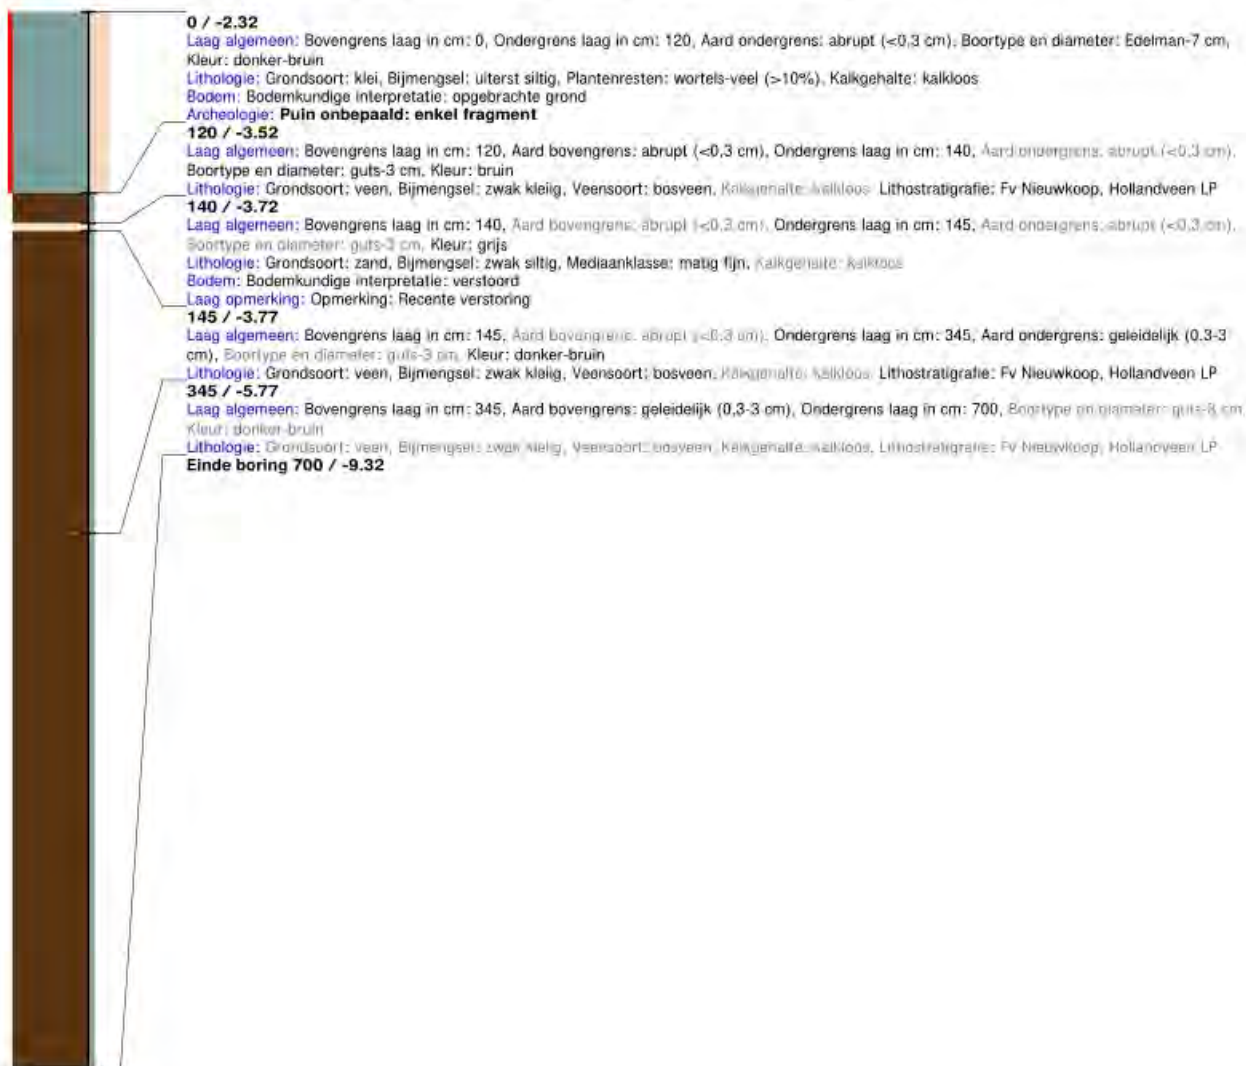 0 / -2.32
Laag algemeen: Bovengrens laag in cm: 0, Ondergrens laag in cm: 120, Aard ondergrens: abrupt (<0,3 cm), Boortype en diameter: Edelman-7 cm,
Kleur: donker-bruin
Lithologie: Grondsoort: klei, Bijmengsel: uiterst siltig, Plantenresten: wortels-veel (>10%), Kalkgehalte: kalkloos
Bodem: Bodemkundige interpretatie: opgebrachte grond
Archeologie: Puin onbepaald: enkel fragment
120 / -3.52
Laag algemeen: Bovengrens laag in cm: 120, Aard bovengrens: abrupt (<0,3 cm), Ondergrens laag in cm: 140, Aard ondergrens: abrupt (<0,3 cm),
Boortype en diameter: guts-3 cm, Kleur: bruin
Lithologie: Grondsoort: veen, Bijmengsel: zwak kleiig, Veensoort: bosveen, Kalkgehalte: kalkloos, Lithostratigrafie: Fv Nieuwkoop, Hollandveen LP
140 / -3.72
Laag algemeen: Bovengrens laag in cm: 140, Aard bovengrens: abrupt (<0,3 cm), Ondergrens laag in cm: 145, Aard ondergrens: abrupt (<0,3 cm),
Boortype en diameter: guts-3 cm, Kleur: grijs
Lithologie: Grondsoort: zand, Bijmengsel: zwak siltig, Mediaanklasse: matig fijn, Kalkgehalte: kalkloos
Bodem: Bodemkundige interpretatie: verstoord
Laag opmerking: Opmerking: Recente verstoring
145 / -3.77
Laag algemeen: Bovengrens laag in cm: 145, Aard bovengrens: abrupt (<0,3 cm), Ondergrens laag in cm: 345, Aard ondergrens: geleidelijk (0,3-3
cm), Boortype en diameter: guts-3 cm, Kleur: donker-bruin
Lithologie: Grondsoort: veen, Bijmengsel: zwak kleiig, Veensoort: bosveen, Kalkgehalte: kalkloos, Lithostratigrafie: Fv Nieuwkoop, Hollandveen LP
345 / -5.77
Laag algemeen: Bovengrens laag in cm: 345, Aard bovengrens: geleidelijk (0,3-3 cm), Ondergrens laag in cm: 700, Boortype en diameter: guts-3 cm,
Kleur: donker-bruin
Lithologie: Grondsoort: veen, Bijmengsel: zwak kleiig, Veensoort: bosveen, Kalkgehalte: kalkloos, Lithostratigrafie: Fv Nieuwkoop, Hollandveen LP
Einde boring 700 / -9.32